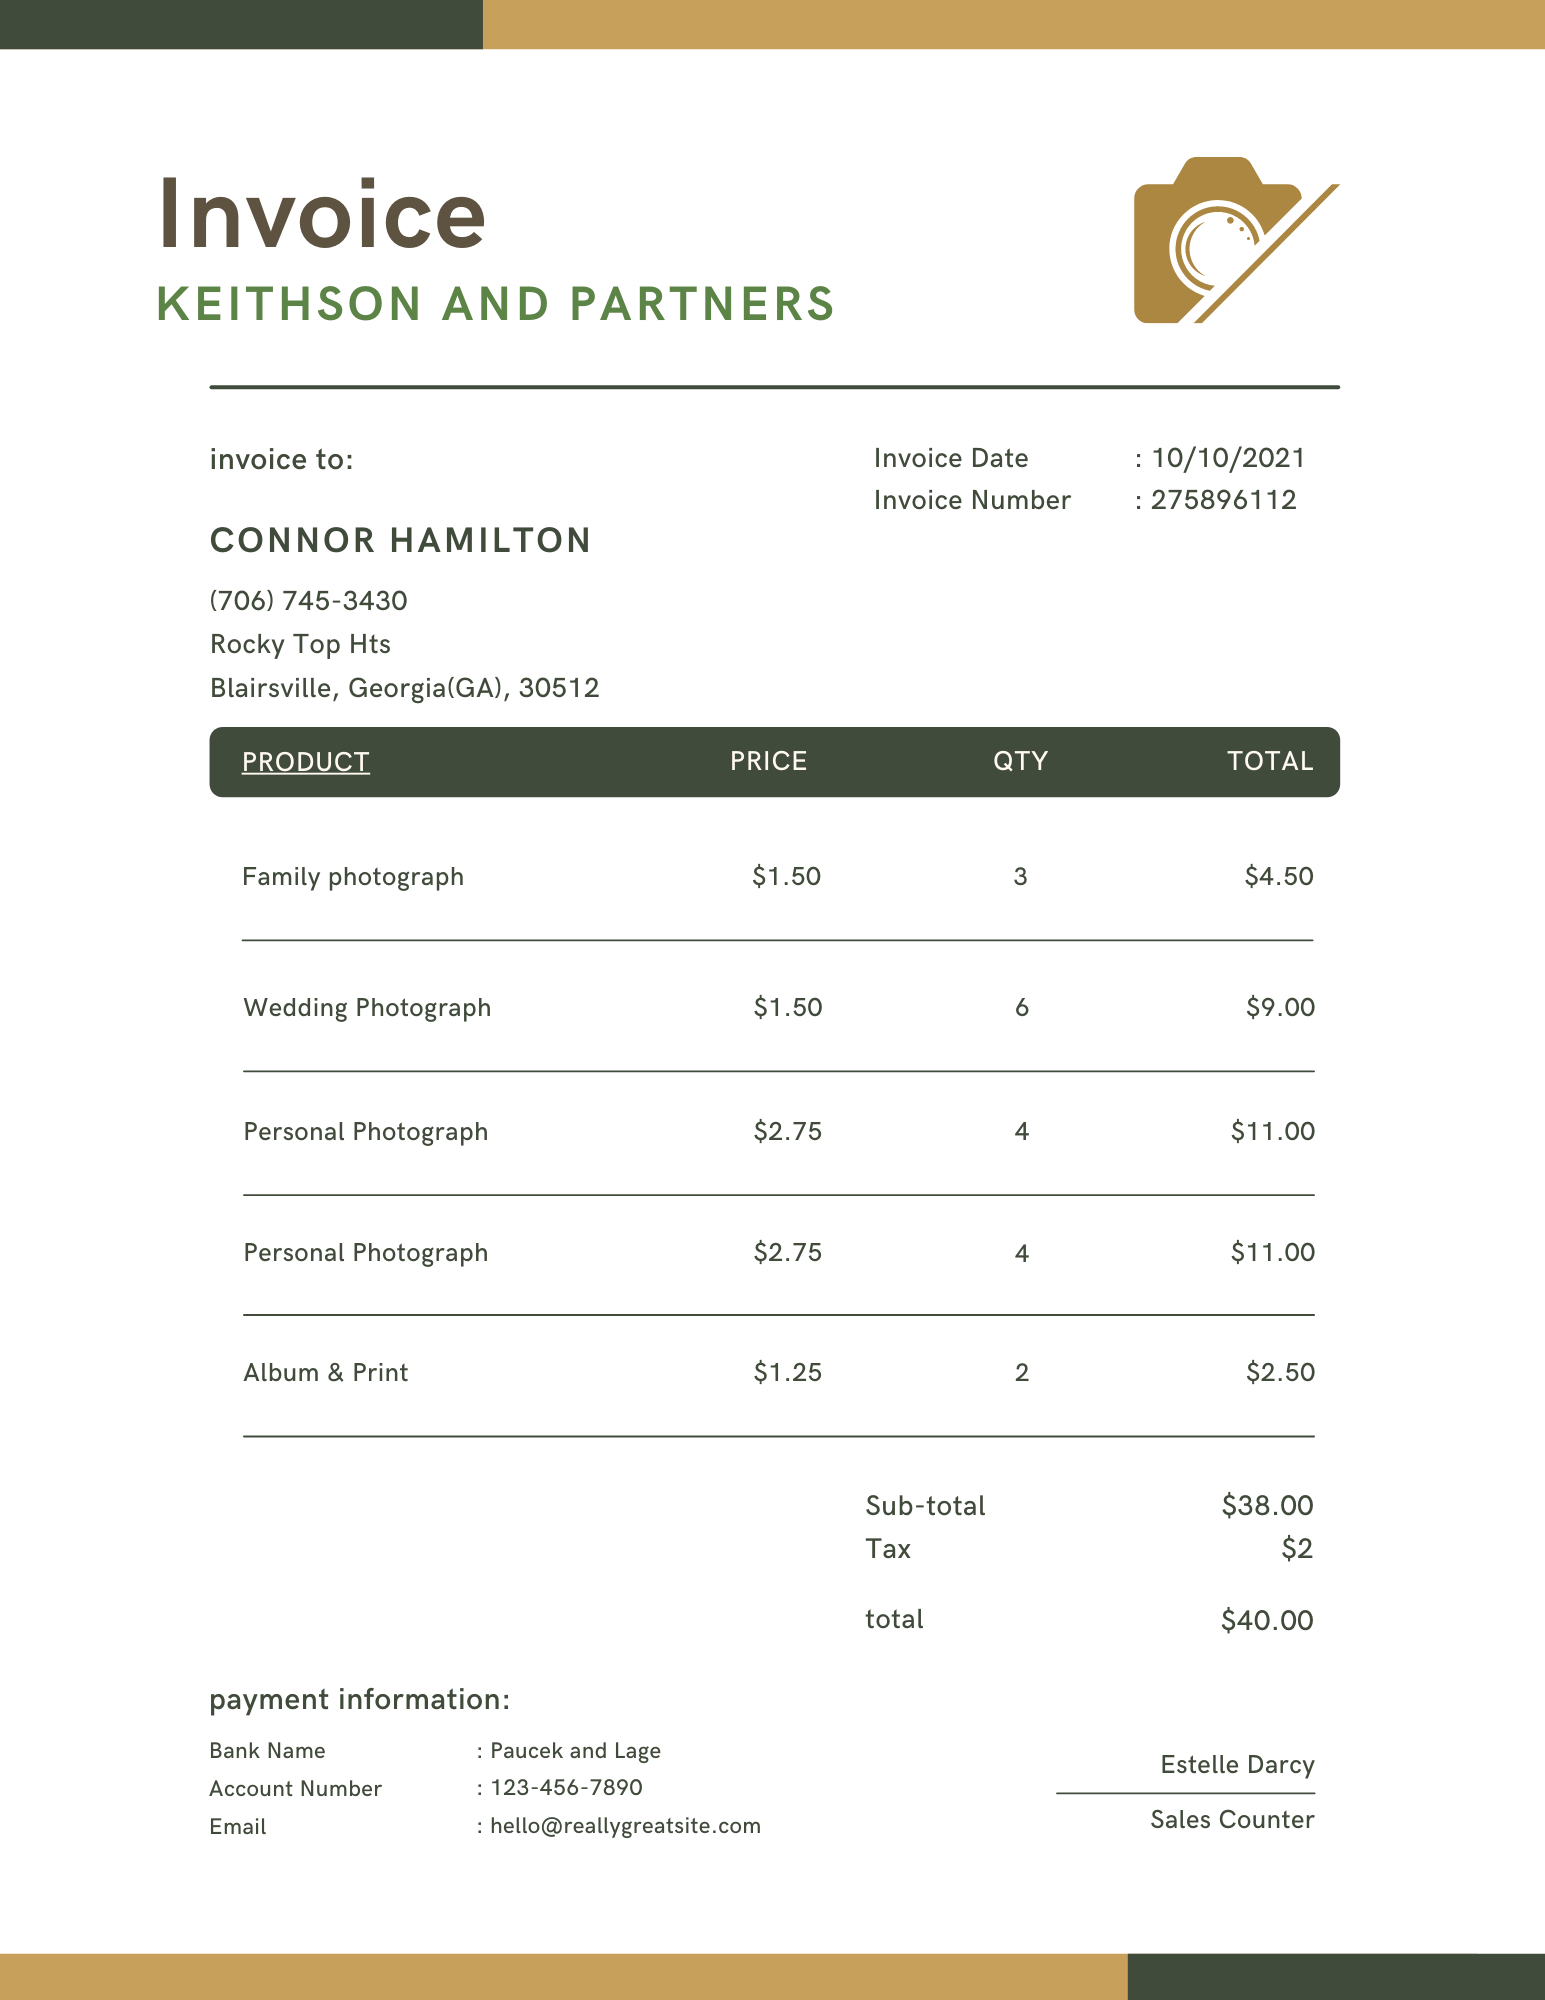 Invoice
KEITHSON AND PARTNERS
invoice to:
Invoice Date : 10/10/2021
Invoice Number : 275896112
CONNOR HAMILTON
(706) 745-3430
Rocky Top Hts
Blairsville, Georgia(GA), 30512
PRODUCT PRICE QTY TOTAL
Family photograph $1.50 3 $4.50
Wedding Photograph $1.50 6 $9.00
Personal Photograph $2.75 4 $11.00
Personal Photograph $2.75 4 $11.00
Album & Print $1.25 2 $2.50
Sub-total $38.00
Tax $2
total $40.00
payment information:
Bank Name : Paucek and Lage
Account Number : 123-456-7890
Email : hello@reallygreatsite.com
Estelle Darcy
Sales Counter